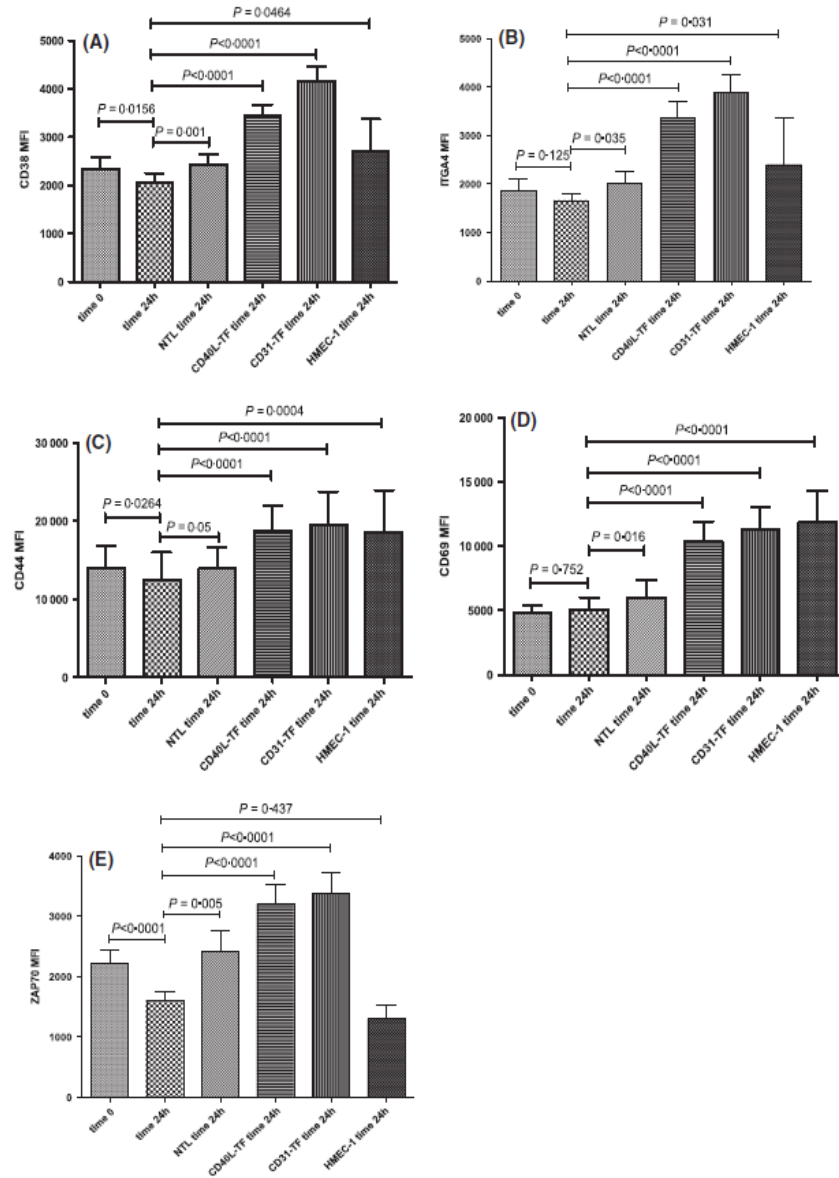 (A)
P = 0·0464
P<0·0001
P<0·0001
P = 0·0156
P = 0·001
5000
4000
3000
2000
1000
0
CD38 MFI
time 0
time 24h
NTL time 24h
CD40L-TF time 24h
CD31-TF time 24h
HMEC-1 time 24h
(B)
P = 0·031
P<0·0001
P<0·0001
P = 0·125
P = 0·035
5000
4000
3000
2000
1000
0
ITGA4 MFI
time 0
time 24h
NTL time 24h
CD40L-TF time 24h
CD31-TF time 24h
HMEC-1 time 24h
(C)
P = 0·0004
P<0·0001
P<0·0001
P = 0·0264
P = 0·05
30 000
20 000
10 000
0
CD44 MFI
time 0
time 24h
NTL time 24h
CD40L-TF time 24h
CD31-TF time 24h
HMEC-1 time 24h
(D)
P<0·0001
P<0·0001
P<0·0001
P = 0·016
P = 0·752
20 000
15 000
10 000
5000
0
CD69 MFI
time 0
time 24h
NTL time 24h
CD40L-TF time 24h
CD31-TF time 24h
HMEC-1 time 24h
(E)
P = 0·437
P<0·0001
P<0·0001
P = 0·005
P<0·0001
4000
3000
2000
1000
0
ZAP70 MFI
time 0
time 24h
NTL time 24h
CD40L-TF time 24h
CD31-TF time 24h
HMEC-1 time 24h